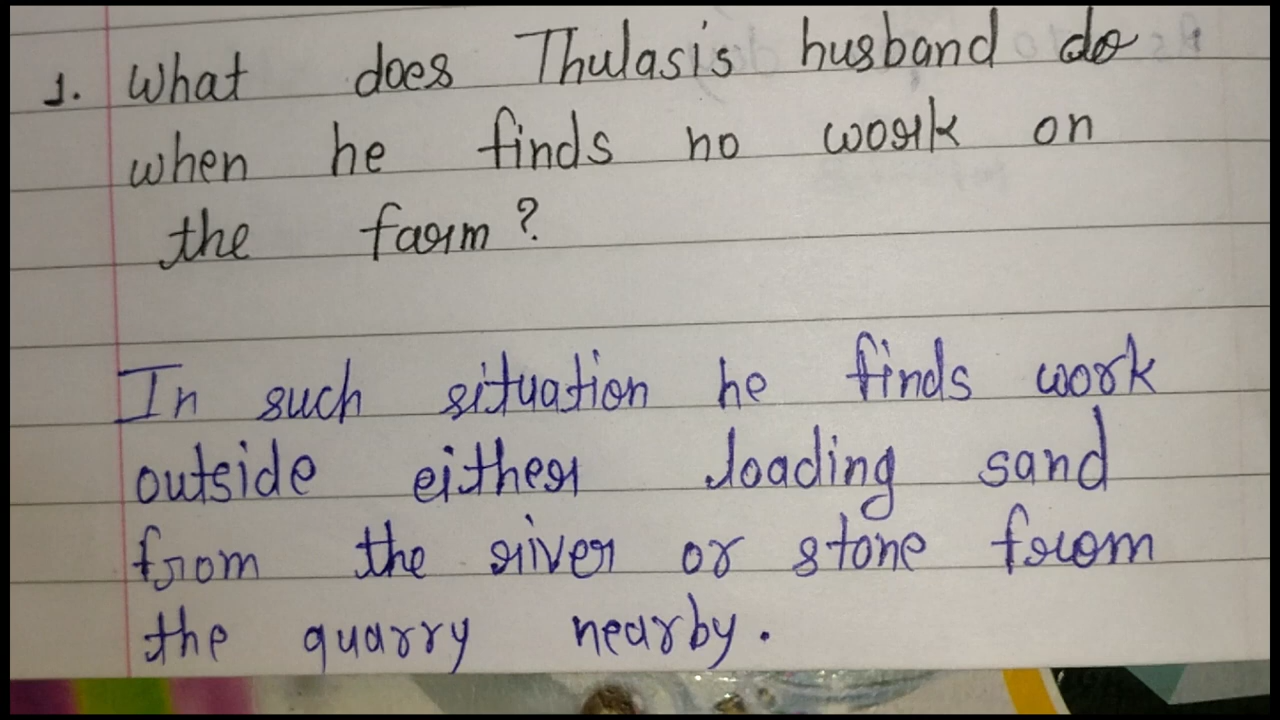 1. What does Thulasis husband do
when he finds no work on
the farm?
In such situation he finds work
outside either loading sand
from the river or stone from
the quarry nearby.